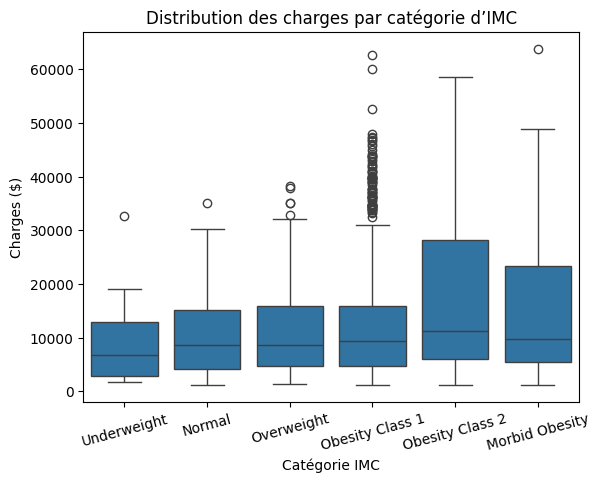 Distribution des charges par catégorie d’IMC
Charges ($)
60000
50000
40000
30000
20000
10000
0
Underweight
Normal
Overweight
Obesity Class 1
Obesity Class 2
Morbid Obesity
Catégorie IMC